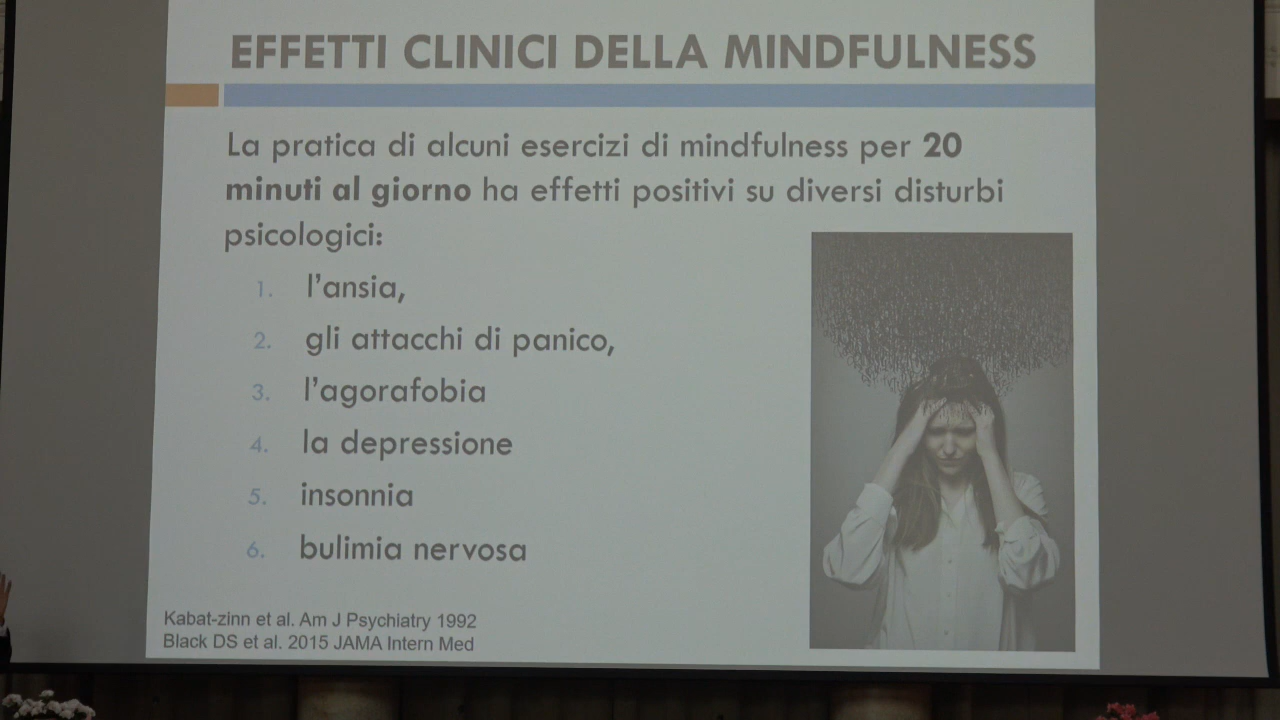 EFFETTI CLINICI DELLA MINDFULNESS
La pratica di alcuni esercizi di mindfulness per 20
minuti al giorno ha effetti positivi su diversi disturbi
psicologici:
1. l'ansia,
2. gli attacchi di panico,
3. l'agorafobia
4. la depressione
5. insonnia
6. bulimia nervosa
Kabat-zinn et al. Am J Psychiatry 1992
Black DS et al. 2015 JAMA Intern Med